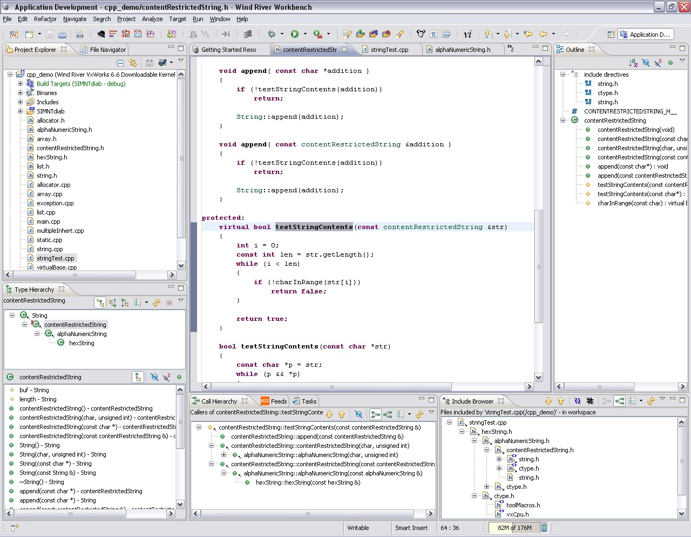 Application Development - cpp_demo/contentRestrictedString.h - Wind River Workbench
File Edit Refactor Navigate Search Project Analyze Target Run Window Help
Application D...
Project Explorer
File Navigator
cpp_demo (Wind River VxWorks 6.6 Downloadable Kernel
Build Targets (SIMNTdiab - debug)
Binaries
Includes
SIMNTdiab
allocator.h
alphaNumericString.h
array.h
contentRestrictedString.h
hexString.h
list.h
string.h
allocator.cpp
array.cpp
exception.cpp
list.cpp
main.cpp
multipleInherit.cpp
static.cpp
string.cpp
stringTest.cpp
virtualBase.cpp
Type Hierarchy
contentRestrictedString
String
contentRestrictedString
alphaNumericString
hexString
contentRestrictedString
buf - String
length - String
contentRestrictedString() - contentRestrictedString
contentRestrictedString(char, unsigned int) - contentRestri
contentRestrictedString(const char *) - contentRestrictedS
contentRestrictedString(const contentRestrictedString &)
String() - String
String(char, unsigned int) - String
String(const char *) - String
String(const String &) - String
~String() - String
append(const char *) - contentRestrictedString
append(const char *) - String
Getting Started Reso
contentRestrictedStr
stringTest.cpp
alphaNumericString.h
void append( const char *addition )
{
if (!testStringContents(addition))
return;
String::append(addition);
}
void append( const contentRestrictedString &addition )
{
if (!testStringContents(addition))
return;
String::append(addition);
}
protected:
virtual bool testStringContents(const contentRestrictedString &str)
{
int i = 0;
const int len = str.getLength();
while (i < len)
{
if (!charInRange(str[i]))
return false;
}
return true;
}
bool testStringContents(const char *str)
{
const char *p = str;
while (p && *p)
Outline
include directives
string.h
ctype.h
string.h
CONTENTRESTRICTEDSTRING_H__
contentRestrictedString
contentRestrictedString(void)
contentRestrictedString(char, unsi
contentRestrictedString(const char
contentRestrictedString(const cont
append(const char*) : void
append(const contentRestrictedS
testStringContents(const contentR
testStringContents(const char*) :
charInRange(const char) : virtual b
Call Hierarchy
Feeds
Tasks
Callers of contentRestrictedString::testStringConte
contentRestrictedString::testStringContents(const contentRestrictedString &)
contentRestrictedString::append(const contentRestrictedString &)
contentRestrictedString::contentRestrictedString(char, unsigned int)
alphaNumericString::alphaNumericString(char, unsigned int)
contentRestrictedString::contentRestrictedString(const contentRestrictedString
alphaNumericString::alphaNumericString(const alphaNumericString &)
hexString::hexString(const hexString &)
Include Browser
Files included by 'stringTest.cpp(/cpp_demo)' - in workspace
stringTest.cpp
hexString.h
alphaNumericString.h
contentRestrictedString.h
string.h
ctype.h
string.h
ctype.h
ctype.h
toolMacros.h
vxCpu.h
Writable
Smart Insert
64 : 36
82M of 176M